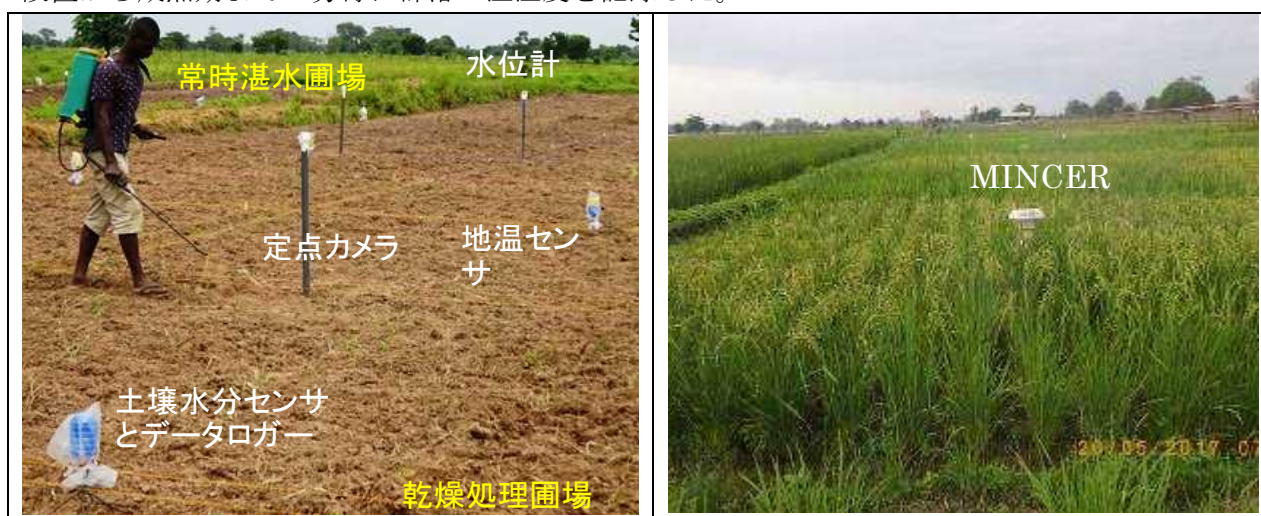 常時湛水圃場
水位計
定点カメラ
地温セン
サ
土壌水分センサ
とデータロガー
乾燥処理圃場
MINCER